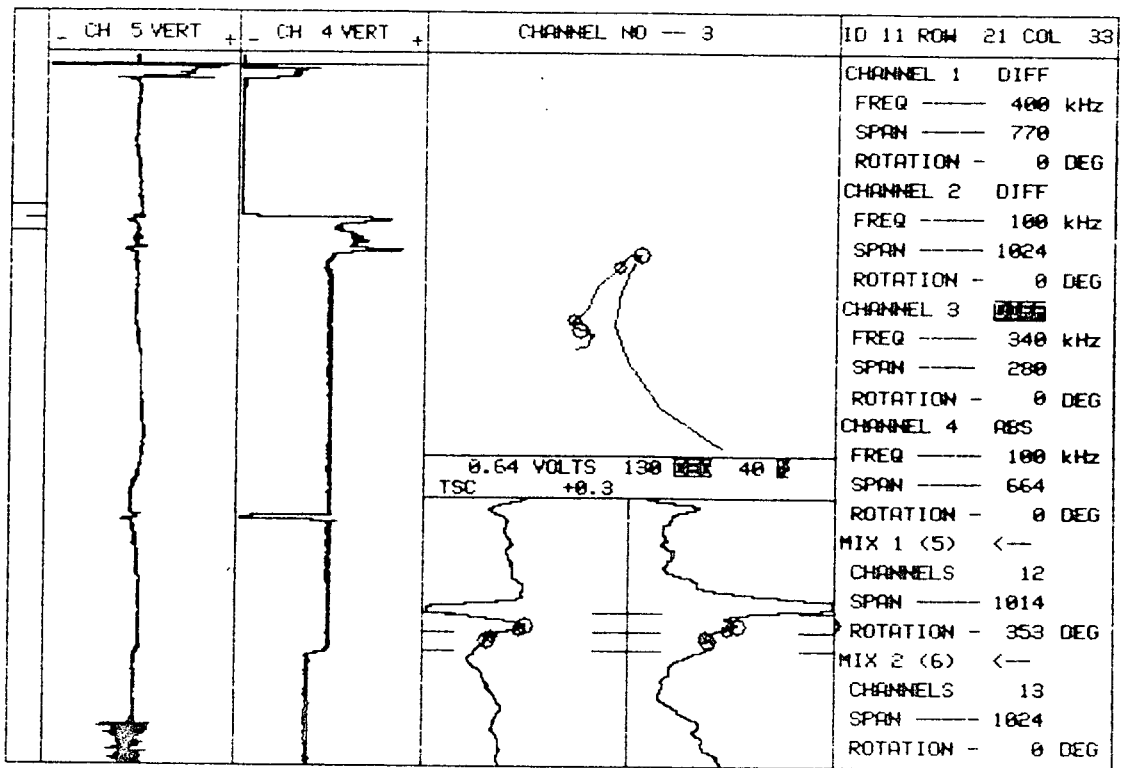 - CH 5 VERT +
- CH 4 VERT +
CHANNEL NO -- 3
0.64 VOLTS 130 DEG 40 %
TSC +0.3
ID 11 ROW 21 COL 33
CHANNEL 1 DIFF
FREQ ----- 400 kHz
SPAN ----- 770
ROTATION - 0 DEG
CHANNEL 2 DIFF
FREQ ----- 100 kHz
SPAN ----- 1024
ROTATION - 0 DEG
CHANNEL 3 DIFF
FREQ ----- 340 kHz
SPAN ----- 280
ROTATION - 0 DEG
CHANNEL 4 ABS
FREQ ----- 100 kHz
SPAN ----- 664
ROTATION - 0 DEG
MIX 1 (5) <--
CHANNELS 12
SPAN ----- 1014
ROTATION - 353 DEG
MIX 2 (6) <--
CHANNELS 13
SPAN ----- 1024
ROTATION - 0 DEG